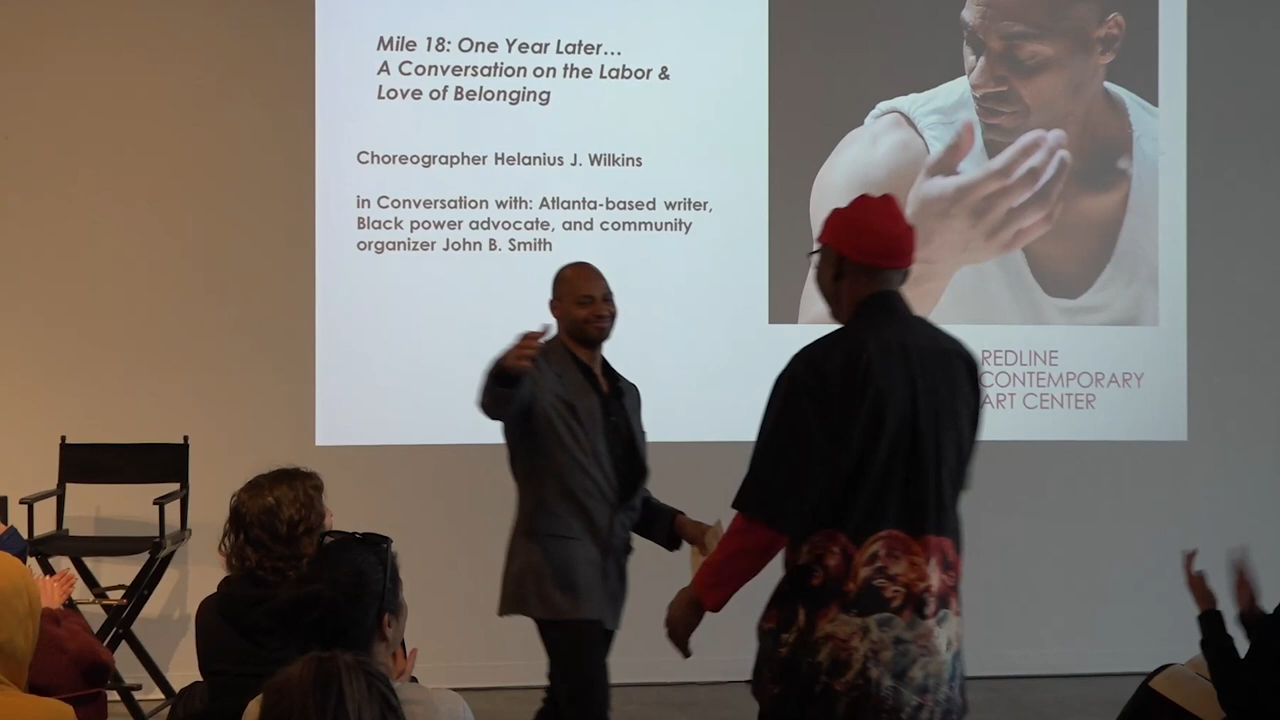 Mile 18: One Year Later...
A Conversation on the Labor &
Love of Belonging
Choreographer Helanius J. Wilkins
in Conversation with: Atlanta-based writer,
Black power advocate, and community
organizer John B. Smith
REDLINE
CONTEMPORARY
ART CENTER